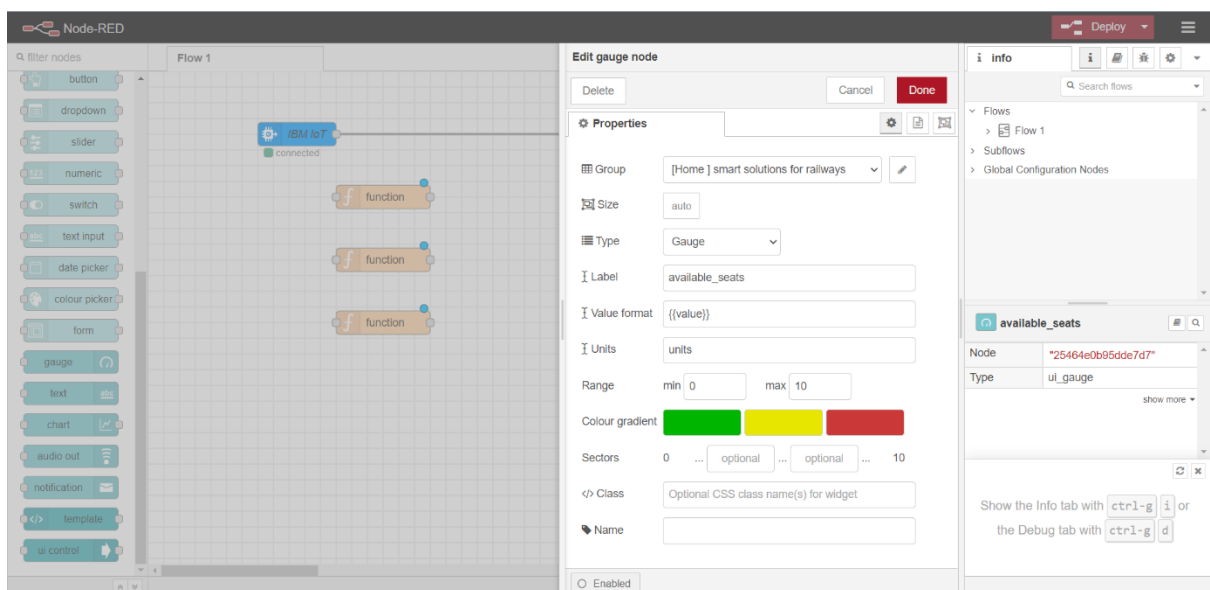 Node-RED
Deploy
filter nodes
button
dropdown
slider
123 numeric
switch
abc text input
date picker
colour picker
form
gauge
text abc
chart
audio out
notification
</> template
ui control
Flow 1
IBM IoT
connected
f function
f function
f function
Edit gauge node
Delete
Cancel
Done
Properties
Group [Home ] smart solutions for railways
Size auto
Type Gauge
Label available_seats
Value format {{value}}
Units units
Range min 0 max 10
Colour gradient
Sectors 0 ... optional ... optional ... 10
</> Class Optional CSS class name(s) for widget
Name
Enabled
i info
i
Search flows
Flows
Flow 1
Subflows
Global Configuration Nodes
available_seats
Node "25464e0b95dde7d7"
Type ui_gauge
show more
Show the Info tab with ctrl-g i or
the Debug tab with ctrl-g d